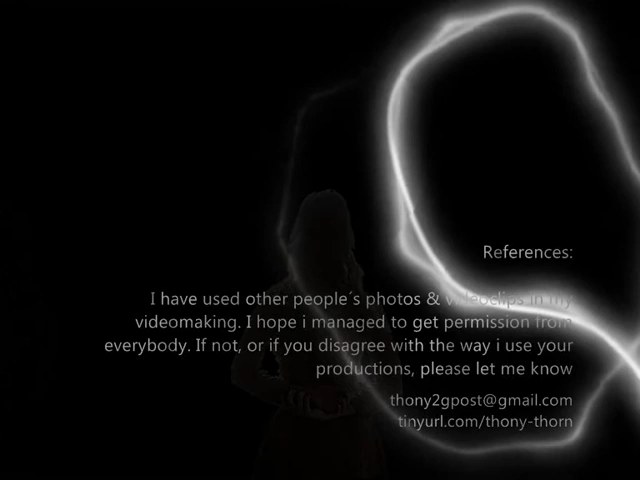 References:
I have used other people´s photos & videoclips in my
videomaking. I hope i managed to get permission from
everybody. If not, or if you disagree with the way i use your
productions, please let me know
thony2gpost@gmail.com
tinyurl.com/thony-thorn